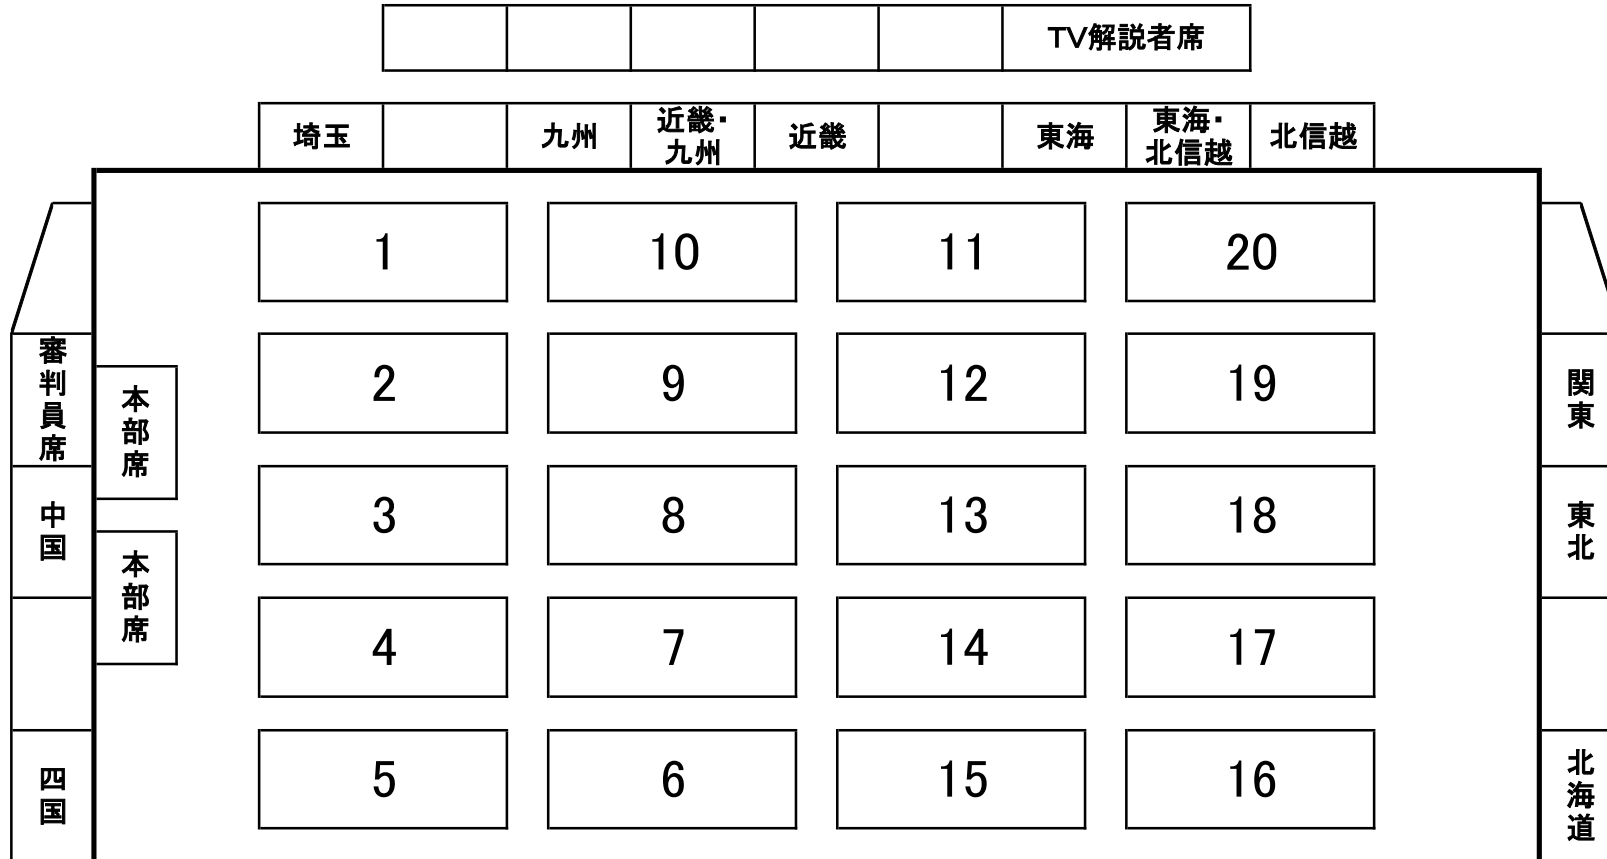 TV解説者席
埼玉
九州
近畿・
九州
近畿
東海
東海・
北信越
北信越
1
10
11
20
審判員席
本部席
2
9
12
19
関東
中国
本部席
3
8
13
18
東北
4
7
14
17
四国
5
6
15
16
北海道